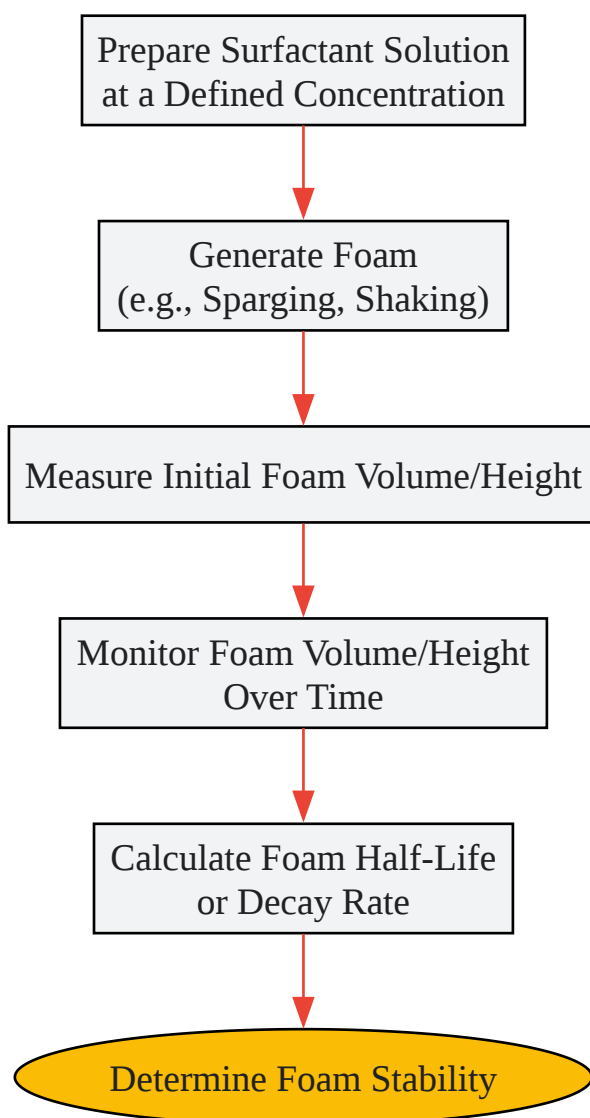 Prepare Surfactant Solution
at a Defined Concentration
Generate Foam
(e.g., Sparging, Shaking)
Measure Initial Foam Volume/Height
Monitor Foam Volume/Height
Over Time
Calculate Foam Half-Life
or Decay Rate
Determine Foam Stability